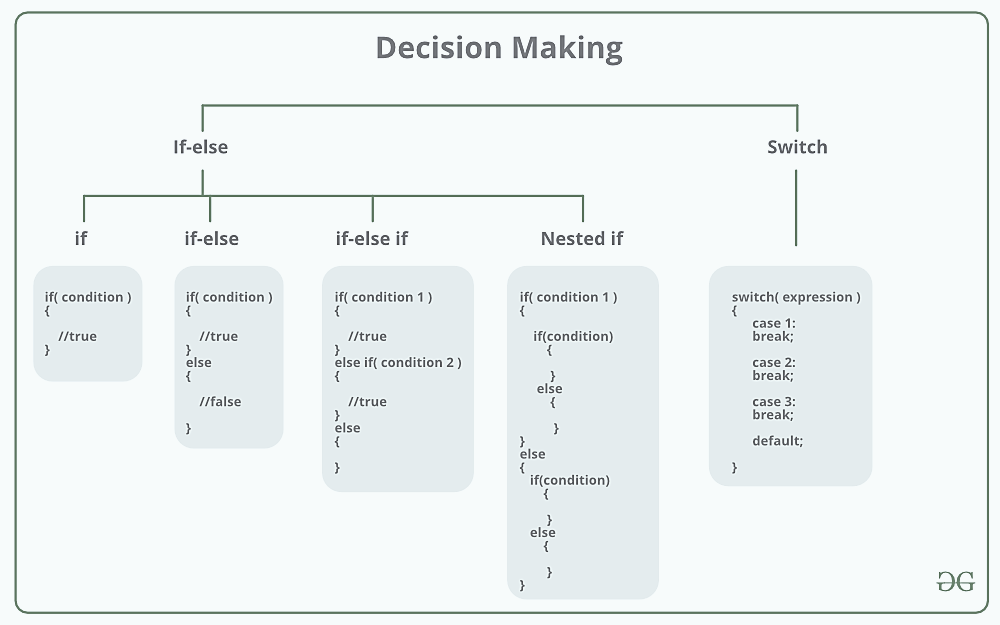 Decision Making
If-else
Switch
if
if-else
if-else if
Nested if
if( condition )
{
//true
}
if( condition )
{
//true
}
else
{
//false
}
if( condition 1 )
{
//true
}
else if( condition 2 )
{
//true
}
else
{
}
if( condition 1 )
{
if(condition)
{
}
else
{
}
}
else
{
if(condition)
{
}
else
{
}
}
switch( expression )
{
case 1:
break;
case 2:
break;
case 3:
break;
default;
}